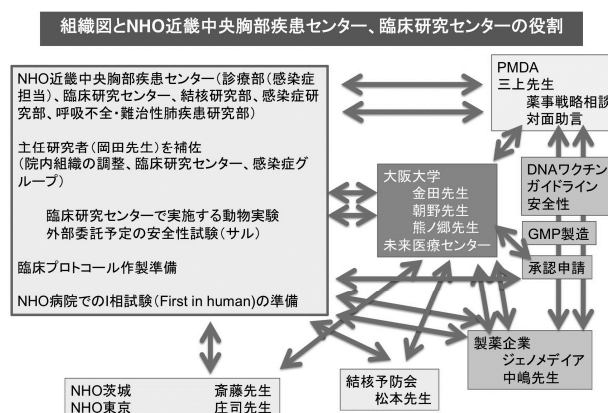 組織図とNHO近畿中央胸部疾患センター、臨床研究センターの役割
NHO近畿中央胸部疾患センター(診療部(感染症
担当)、臨床研究センター、結核研究部、感染症研
究部、呼吸不全・難治性肺疾患研究部)
主任研究者(岡田先生)を補佐
(院内組織の調整、臨床研究センター、感染症グ
ループ)
臨床研究センターで実施する動物実験
外部委託予定の安全性試験(サル)
臨床プロトコール作製準備
NHO病院でのI相試験(First in human)の準備
PMDA
三上先生
薬事戦略相談
対面助言
大阪大学
金田先生
朝野先生
熊ノ郷先生
未来医療センター
DNAワクチン
ガイドライン
安全性
GMP製造
承認申請
製薬企業
ジェノメデイア
中嶋先生
結核予防会
松本先生
NHO茨城 斎藤先生
NHO東京 庄司先生